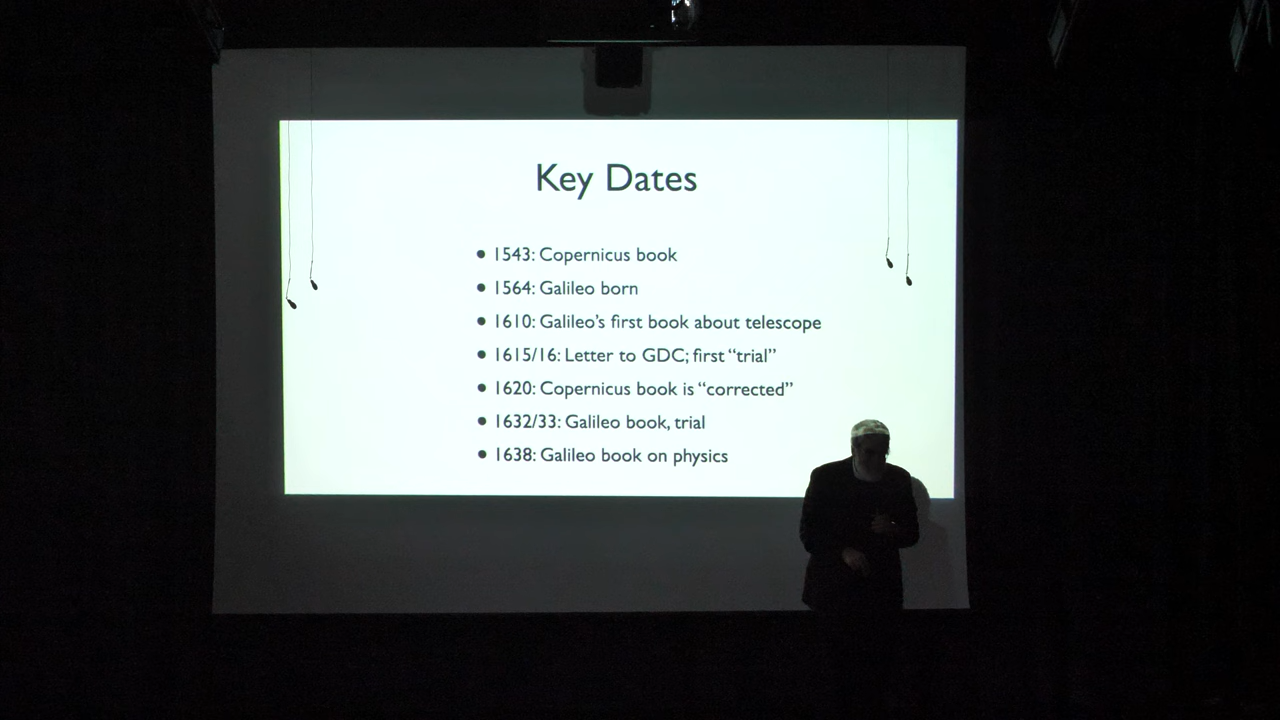 Key Dates
• 1543: Copernicus book
• 1564: Galileo born
• 1610: Galileo’s first book about telescope
• 1615/16: Letter to GDC; first “trial”
• 1620: Copernicus book is “corrected”
• 1632/33: Galileo book, trial
• 1638: Galileo book on physics